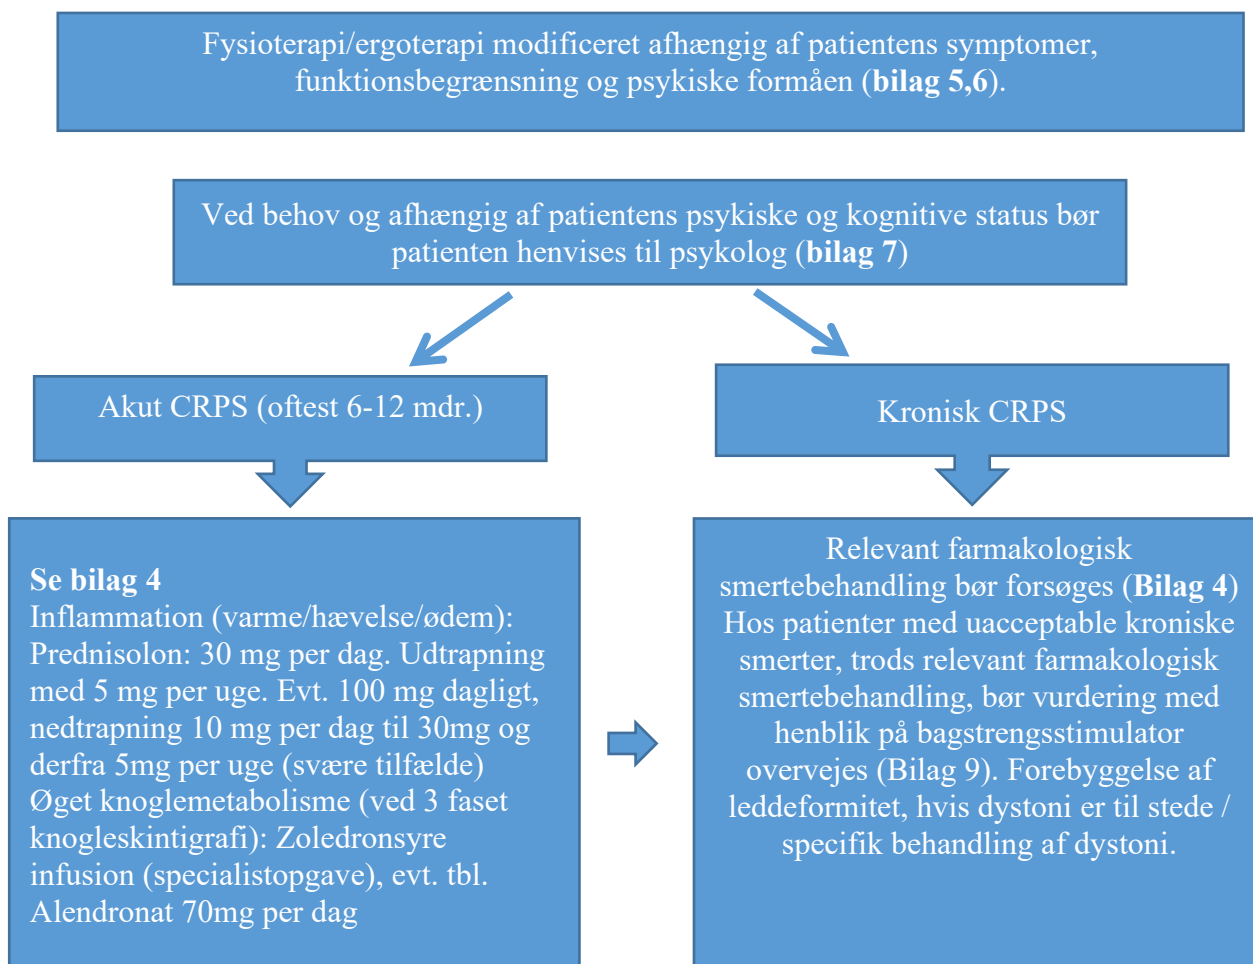 Fysioterapi/ergoterapi modificeret afhængig af patientens symptomer,
funktionsbegrænsning og psykiske formåen (bilag 5,6).
Ved behov og afhængig af patientens psykiske og kognitive status bør
patienten henvises til psykolog (bilag 7)
Akut CRPS (oftest 6-12 mdr.)
Kronisk CRPS
Se bilag 4
Inflammation (varme/hævelse/ødem):
Prednisolon: 30 mg per dag. Udtrapning
med 5 mg per uge. Evt. 100 mg dagligt,
nedtrapning 10 mg per dag til 30mg og
derfra 5mg per uge (svære tilfælde)
Øget knoglemetabolisme (ved 3 faset
knogleskintigrafi): Zoledronsyre
infusion (specialistopgave), evt. tbl.
Alendronat 70mg per dag
Relevant farmakologisk
smertebehandling bør forsøges (Bilag 4)
Hos patienter med uacceptable kroniske
smerter, trods relevant farmakologisk
smertebehandling, bør vurdering med
henblik på bagstrengsstimulator
overvejes (Bilag 9). Forebyggelse af
leddeformitet, hvis dystoni er til stede /
specifik behandling af dystoni.